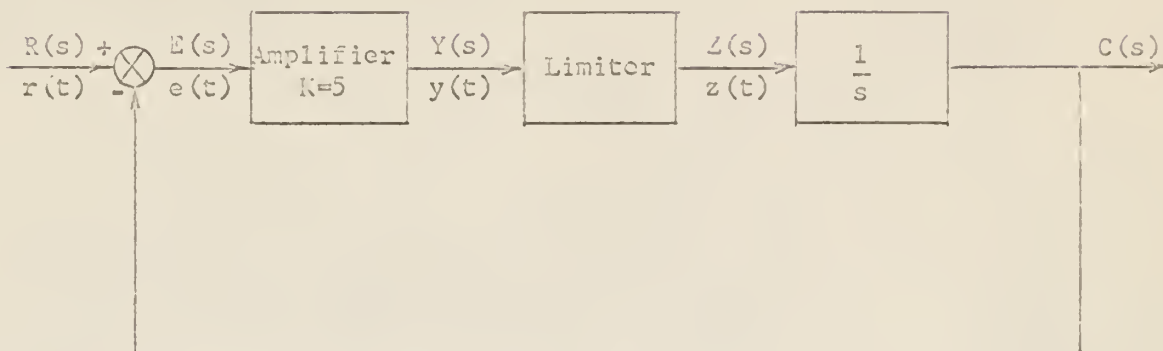 R(s) + E(s) Amplifier Y(s) Limiter Z(s) 1 C(s)
r(t) - e(t) K=5 y(t) z(t) s